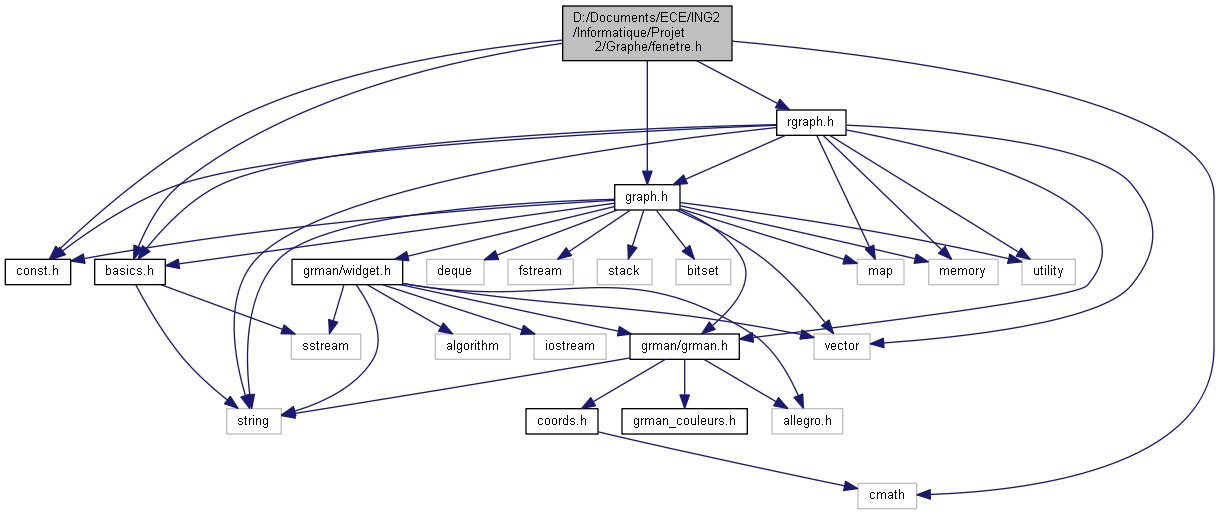 D:/Documents/ECE/ING2
/Informatique/Projet
2/Graphe/fenetre.h
rgraph.h
graph.h
const.h
basics.h
grman/widget.h
deque
fstream
stack
bitset
map
memory
utility
sstream
algorithm
iostream
grman/grman.h
vector
string
coords.h
grman_couleurs.h
allegro.h
cmath